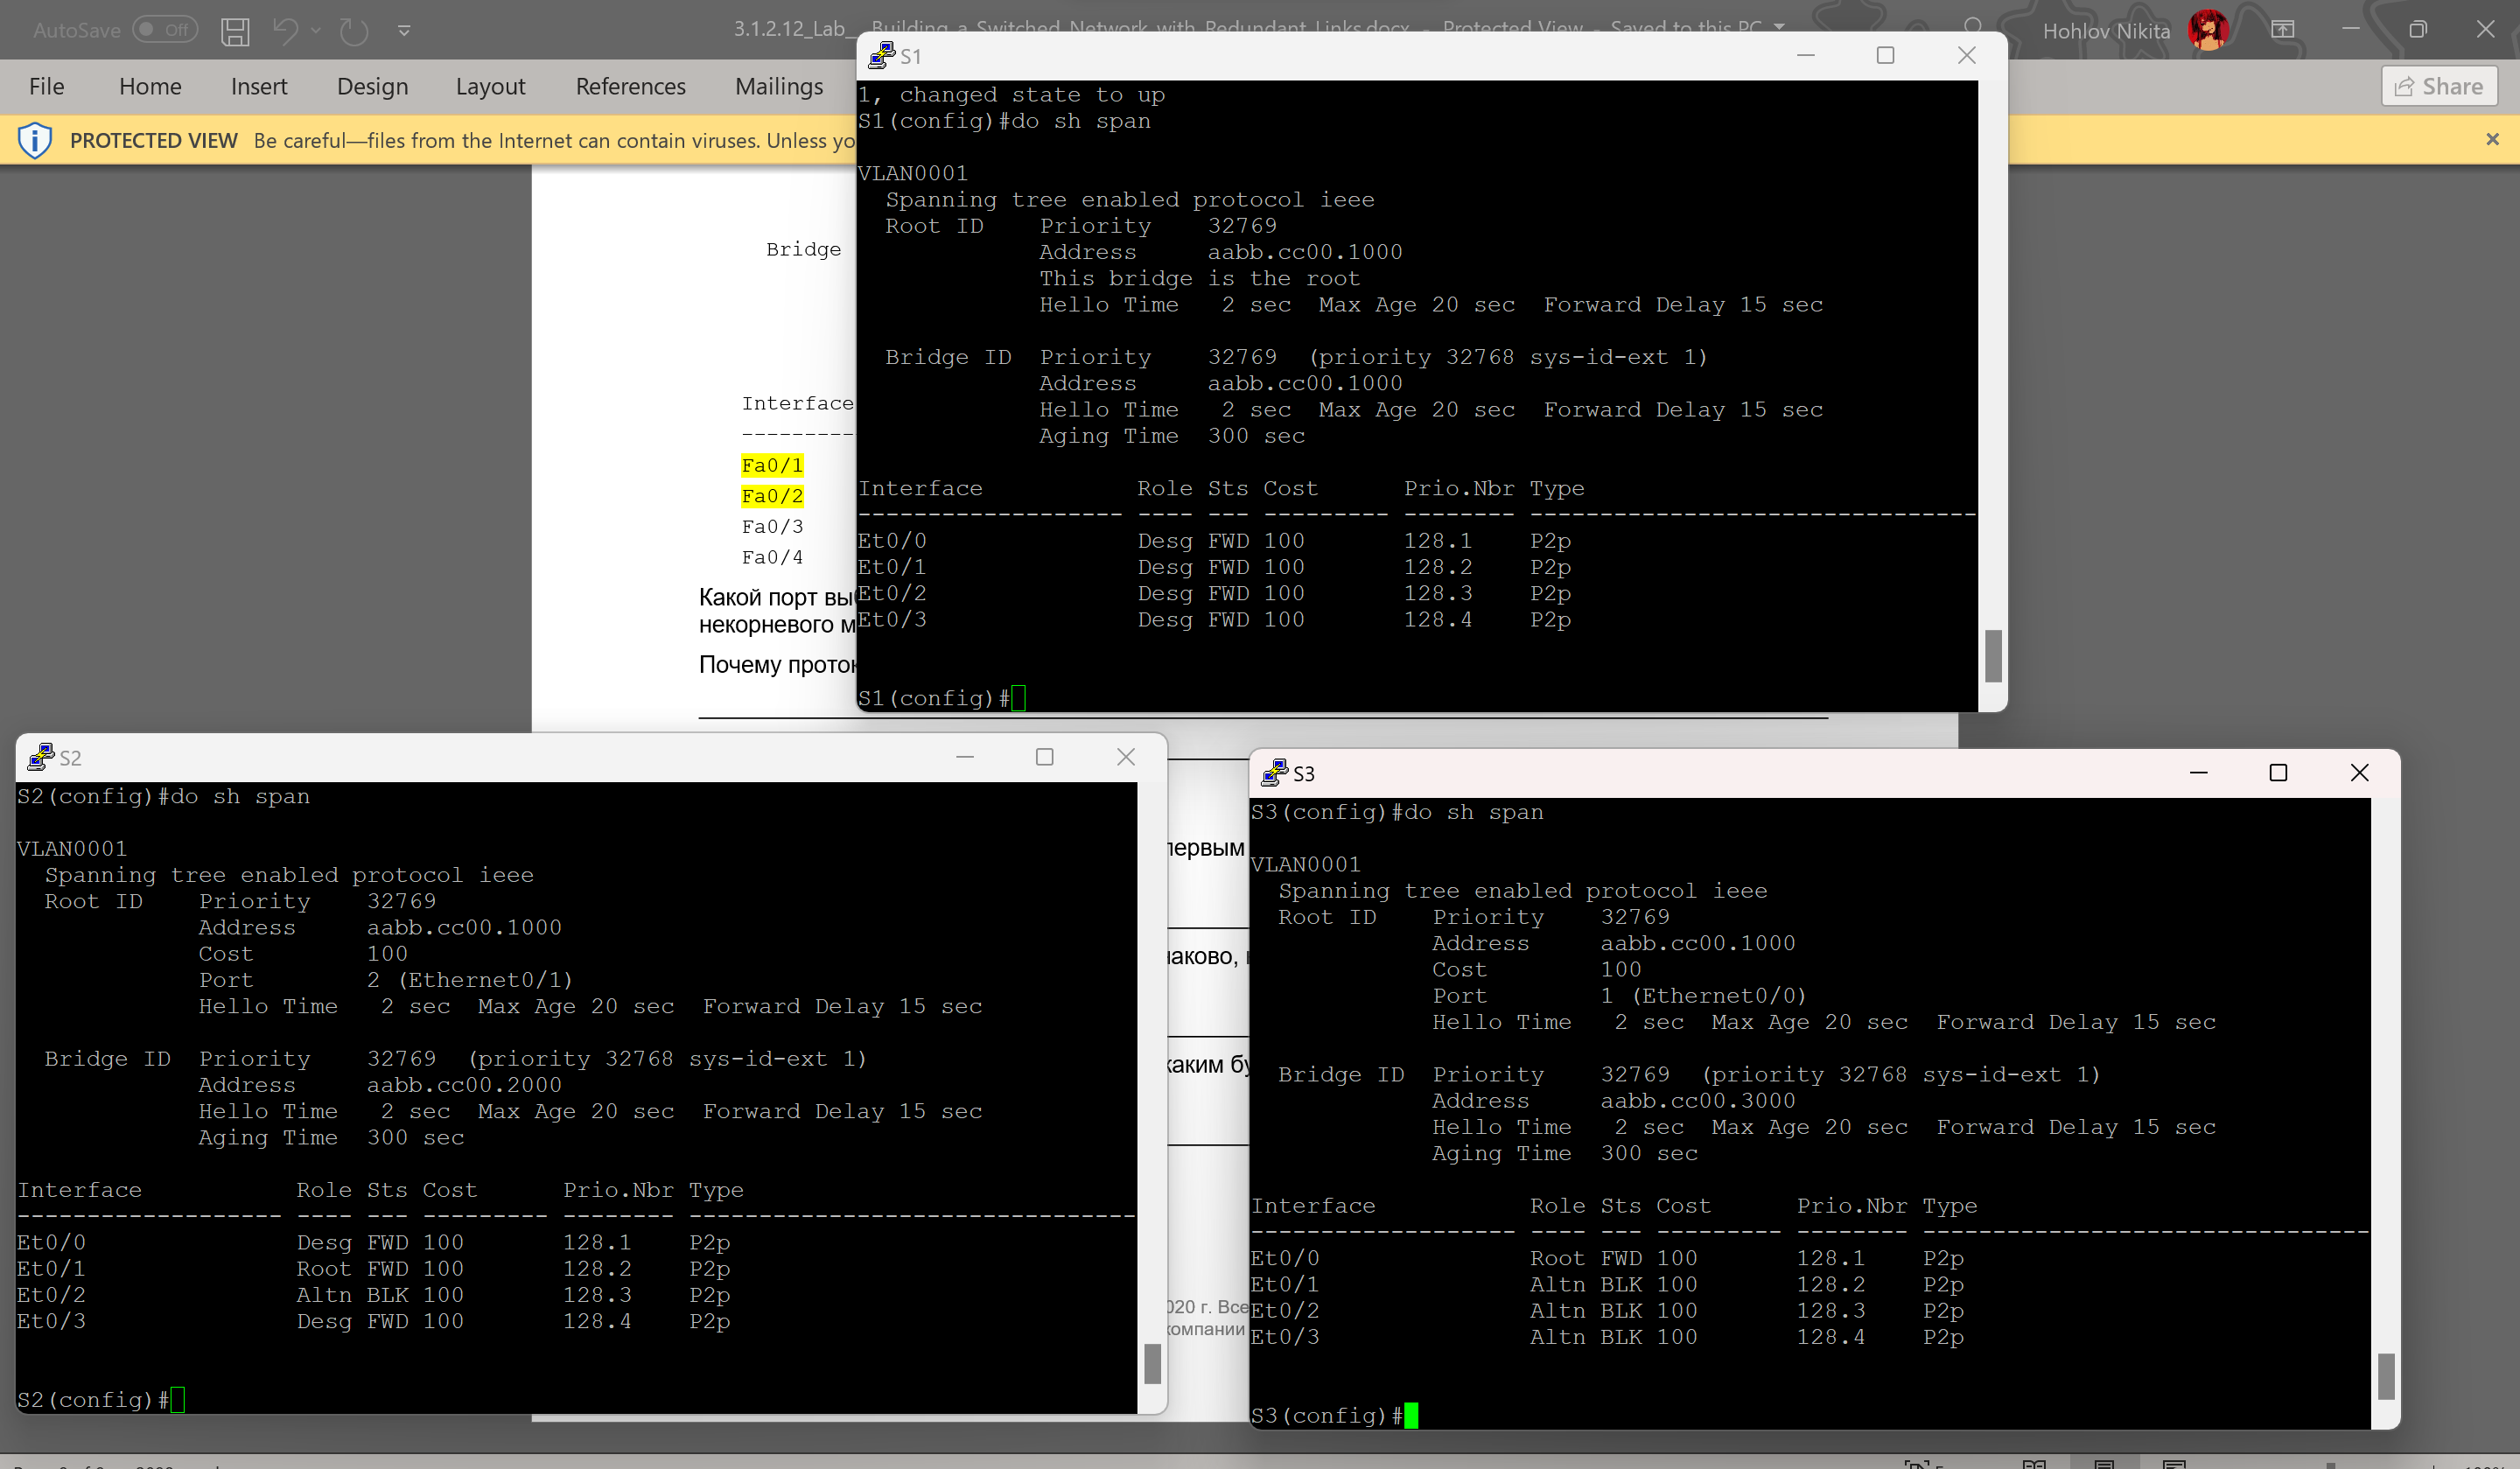 AutoSave Off
3.1.2.12_Lab_-_Building_a_Switched_Network_with_Redundant_Links.docx - Protected View - Saved to this PC
Hohlov Nikita
File Home Insert Design Layout References Mailings
Share
PROTECTED VIEW Be careful—files from the Internet can contain viruses. Unless yo
Bridge
Interface
----------
Fa0/1
Fa0/2
Fa0/3
Fa0/4
Какой порт вы
некорневого м
Почему проток
первым
наково,
каким бу
020 г. Все
компании
S1
1, changed state to up
S1(config)#do sh span
VLAN0001
Spanning tree enabled protocol ieee
Root ID Priority 32769
Address aabb.cc00.1000
This bridge is the root
Hello Time 2 sec Max Age 20 sec Forward Delay 15 sec
Bridge ID Priority 32769 (priority 32768 sys-id-ext 1)
Address aabb.cc00.1000
Hello Time 2 sec Max Age 20 sec Forward Delay 15 sec
Aging Time 300 sec
Interface Role Sts Cost Prio.Nbr Type
------------------- ---- --- --------- -------- --------------------------------
Et0/0 Desg FWD 100 128.1 P2p
Et0/1 Desg FWD 100 128.2 P2p
Et0/2 Desg FWD 100 128.3 P2p
Et0/3 Desg FWD 100 128.4 P2p
S1(config)#
S2
S2(config)#do sh span
VLAN0001
Spanning tree enabled protocol ieee
Root ID Priority 32769
Address aabb.cc00.1000
Cost 100
Port 2 (Ethernet0/1)
Hello Time 2 sec Max Age 20 sec Forward Delay 15 sec
Bridge ID Priority 32769 (priority 32768 sys-id-ext 1)
Address aabb.cc00.2000
Hello Time 2 sec Max Age 20 sec Forward Delay 15 sec
Aging Time 300 sec
Interface Role Sts Cost Prio.Nbr Type
------------------- ---- --- --------- -------- --------------------------------
Et0/0 Desg FWD 100 128.1 P2p
Et0/1 Root FWD 100 128.2 P2p
Et0/2 Altn BLK 100 128.3 P2p
Et0/3 Desg FWD 100 128.4 P2p
S2(config)#
S3
S3(config)#do sh span
VLAN0001
Spanning tree enabled protocol ieee
Root ID Priority 32769
Address aabb.cc00.1000
Cost 100
Port 1 (Ethernet0/0)
Hello Time 2 sec Max Age 20 sec Forward Delay 15 sec
Bridge ID Priority 32769 (priority 32768 sys-id-ext 1)
Address aabb.cc00.3000
Hello Time 2 sec Max Age 20 sec Forward Delay 15 sec
Aging Time 300 sec
Interface Role Sts Cost Prio.Nbr Type
------------------- ---- --- --------- -------- --------------------------------
Et0/0 Root FWD 100 128.1 P2p
Et0/1 Altn BLK 100 128.2 P2p
Et0/2 Altn BLK 100 128.3 P2p
Et0/3 Altn BLK 100 128.4 P2p
S3(config)#